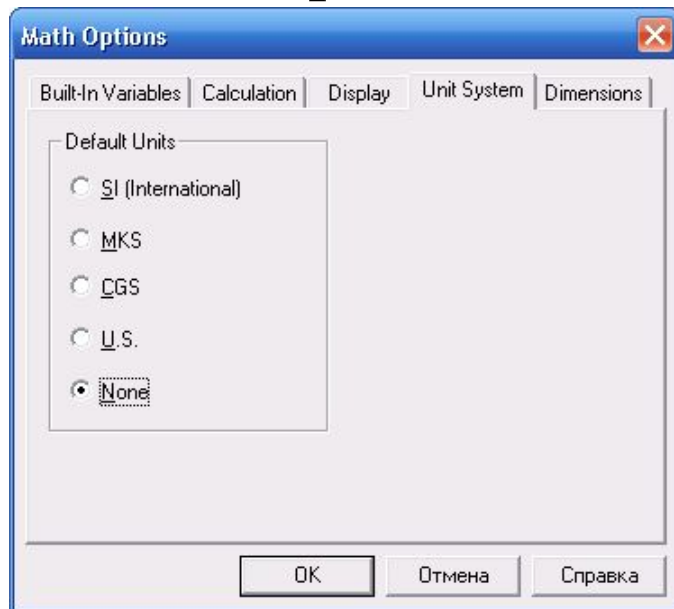 Math Options
Built-In Variables Calculation Display Unit System Dimensions
Default Units
SI (International)
MKS
CGS
U.S.
None
OK Отмена Справка